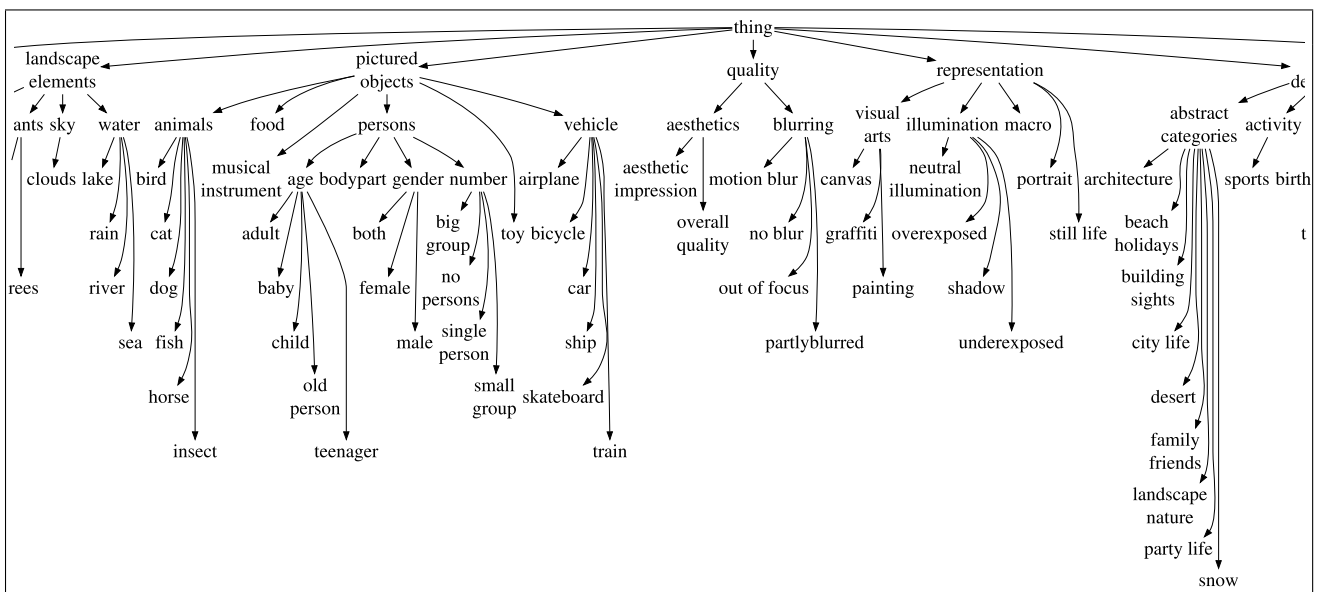 thing
landscape
elements
pictured
objects
quality
representation
de
ants sky water animals food persons vehicle aesthetics blurring
visual
arts
illumination macro
abstract
categories
activity
clouds lake bird
musical
instrument
age bodypart gender number airplane
aesthetic
impression
motion blur canvas
neutral
illumination
portrait architecture sports birth
rain cat adult both
big
group
toy bicycle
overall
quality
no blur graffiti overexposed still life
beach
holidays
t
rees river dog baby female
no
persons
car out of focus painting shadow
building
sights
sea fish child male
single
person
ship partlyblurred underexposed city life
horse
old
person
small
group
skateboard desert
insect teenager train
family
friends
landscape
nature
party life
snow